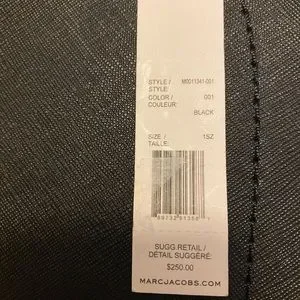 STYLE / M0011341-001
STYLE:
COLOR / 001
COULEUR:
BLACK
SIZE / 1SZ
TAILLE:
SUGG.RETAIL /
DÉTAIL SUGGÉRÉ:
$250.00
MARCJACOBS.COM